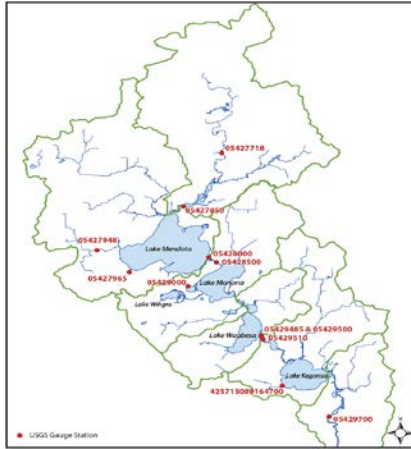 05427718
05427850
Lake Mendota
05427948
05428000
05428500
05427965
05429000
Lake Monona
Lake Wingra
05429485 & 05429500
Lake Waubesa
05429510
Lake Kegonsa
425715089164700
05429700
N
USGS Gauge Station